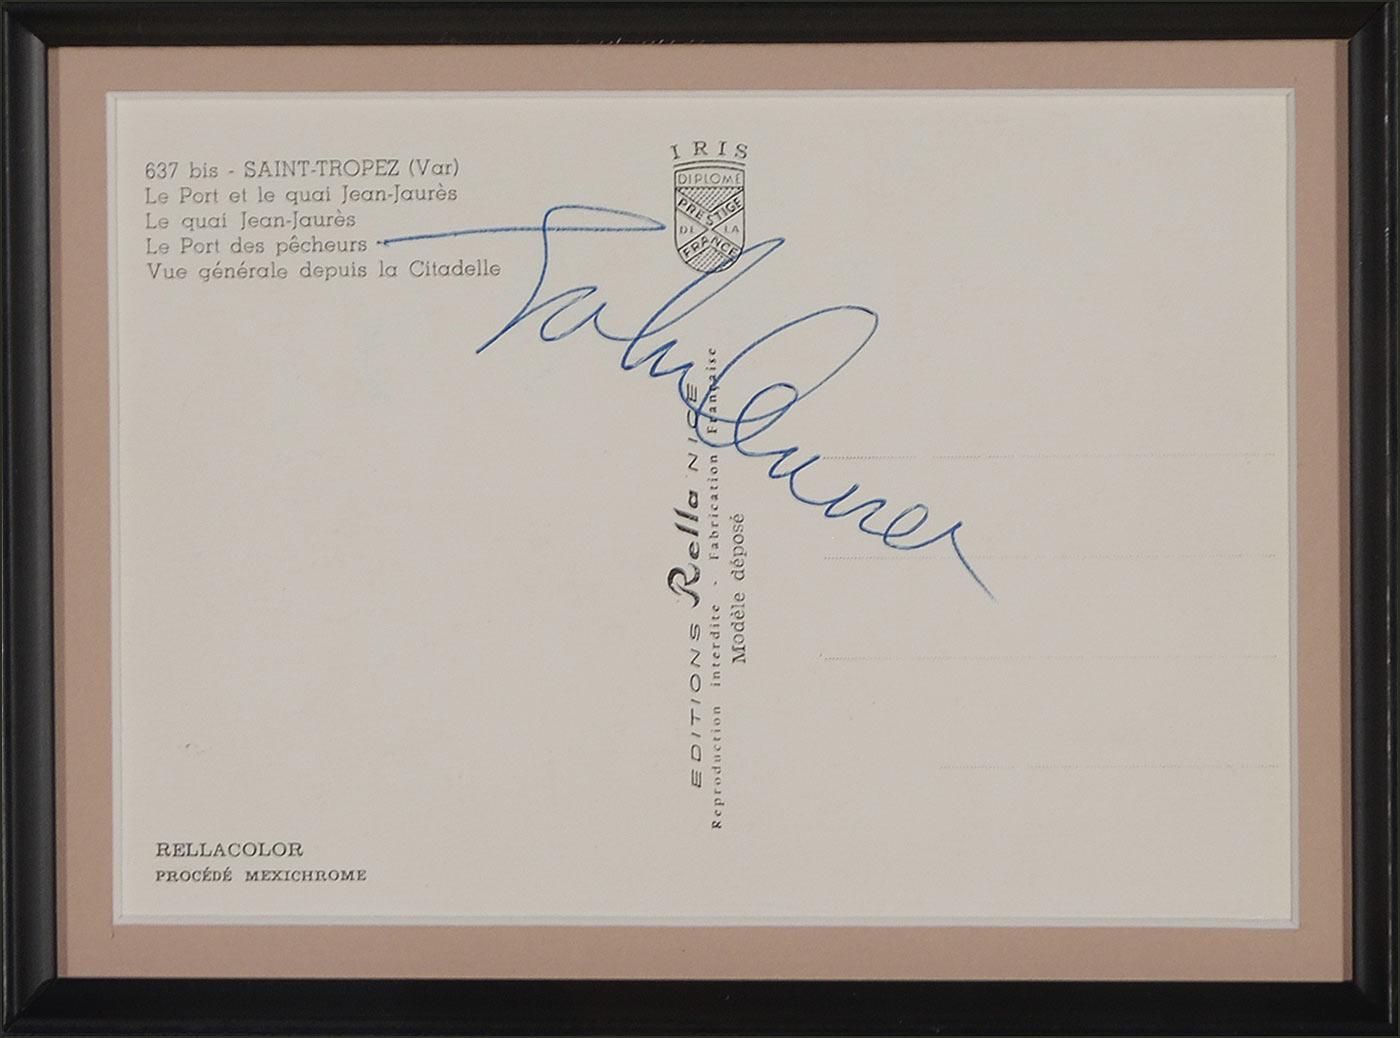 637 bis - SAINT-TROPEZ (Var)
Le Port et le quai Jean-Jaurès
Le quai Jean-Jaurès
Le Port des pêcheurs
Vue générale depuis la Citadelle
IRIS
DIPLOME
PRESTIGE
DE LA
FRANCE
EDITIONS Rella NICE
Reproduction interdite - Fabrication Française
Modèle déposé
RELLACOLOR
PROCÉDÉ MEXICHROME